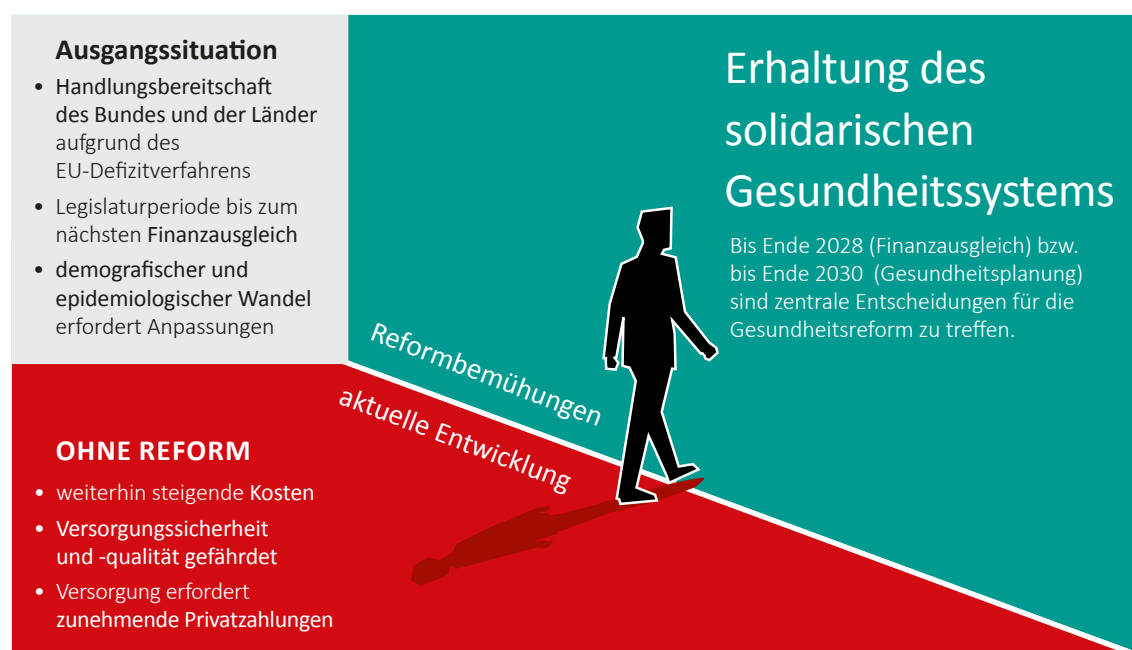 Ausgangssituation
• Handlungsbereitschaft
des Bundes und der Länder
aufgrund des
EU-Defizitverfahrens
• Legislaturperiode bis zum
nächsten Finanzausgleich
• demografischer und
epidemiologischer Wandel
erfordert Anpassungen
Erhaltung des
solidarischen
Gesundheitssystems
Bis Ende 2028 (Finanzausgleich) bzw.
bis Ende 2030 (Gesundheitsplanung)
sind zentrale Entscheidungen für die
Gesundheitsreform zu treffen.
Reformbemühungen
aktuelle Entwicklung
OHNE REFORM
• weiterhin steigende Kosten
• Versorgungssicherheit
und -qualität gefährdet
• Versorgung erfordert
zunehmende Privatzahlungen